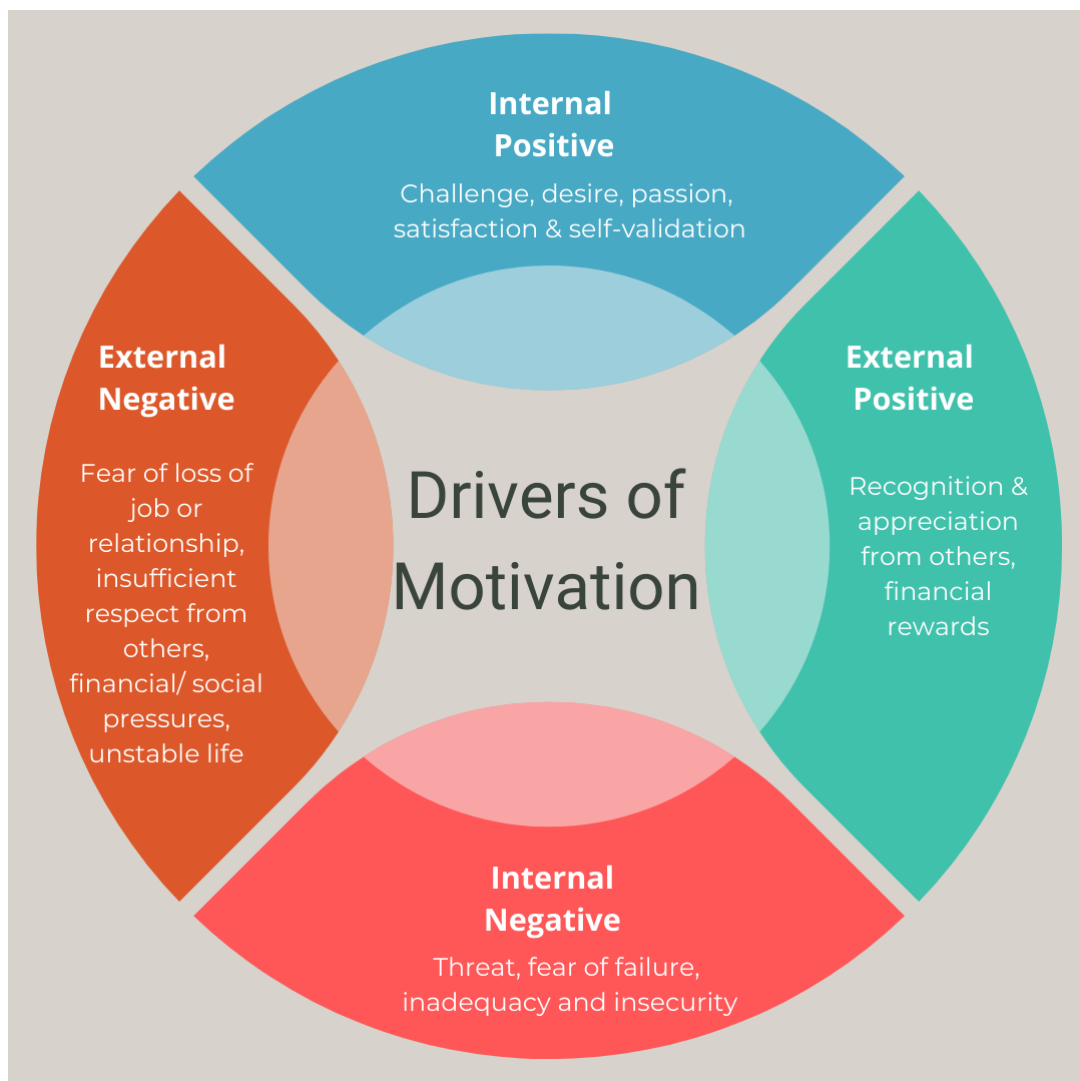 Internal
Positive
Challenge, desire, passion,
satisfaction & self-validation
External
Negative
Fear of loss of
job or
relationship,
insufficient
respect from
others,
financial/ social
pressures,
unstable life
Drivers of
Motivation
External
Positive
Recognition &
appreciation
from others,
financial
rewards
Internal
Negative
Threat, fear of failure,
inadequacy and insecurity